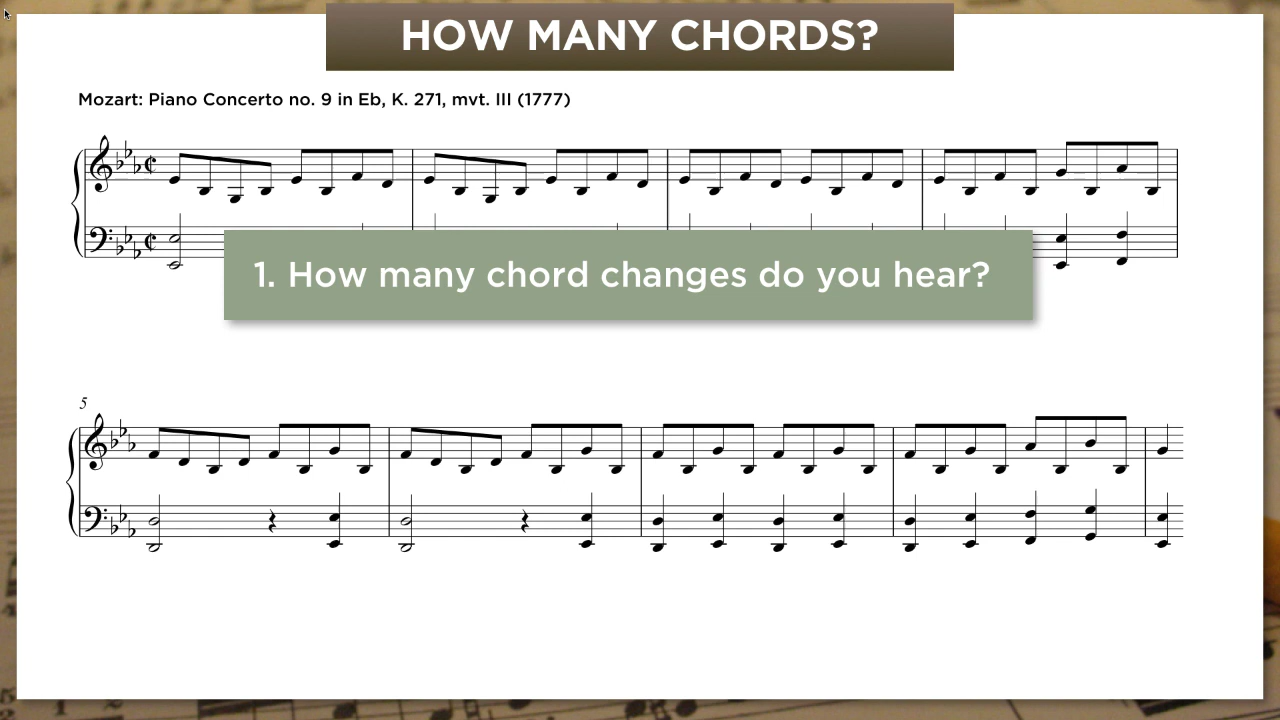 HOW MANY CHORDS?
Mozart: Piano Concerto no. 9 in Eb, K. 271, mvt. III (1777)
1. How many chord changes do you hear?
5